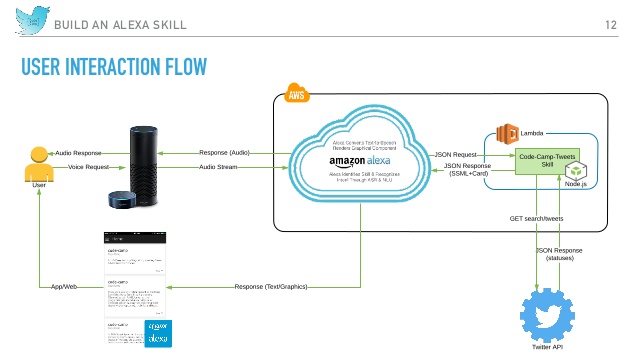 BUILD AN ALEXA SKILL
12
USER INTERACTION FLOW
AWS
Alexa Converts Text-to-Speech
Renders Graphical Component
amazon alexa
Alexa Identifies Skill & Recognizes
Intent Through ASR & NLU
Audio Response
Voice Request
User
Response (Audio)
Audio Stream
JSON Request
JSON Response
(SSML+Card)
Lambda
Code-Camp-Tweets
Skill
Node.js
GET search/tweets
JSON Response
(statuses)
App/Web
Response (Text/Graphics)
code-camp
code-camp
code-camp
amazon
alexa
Twitter API